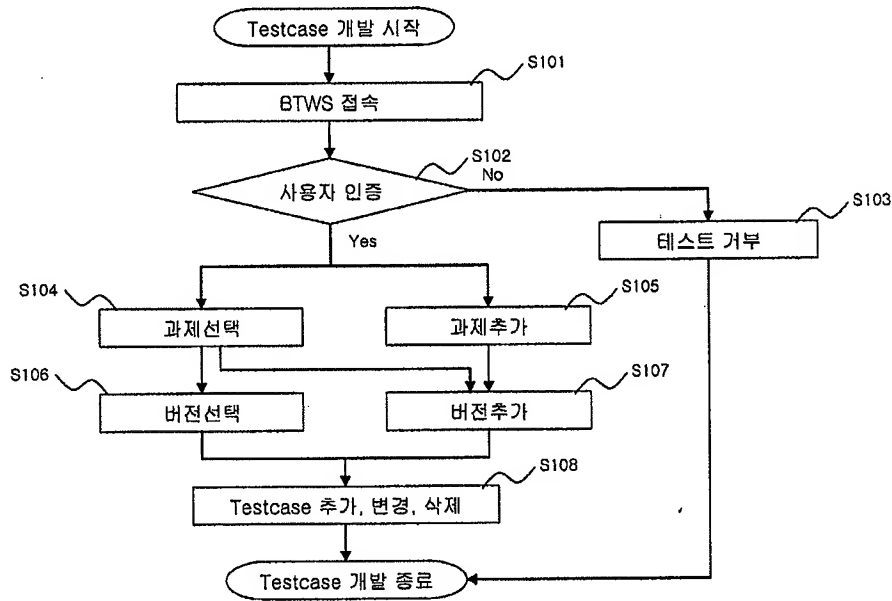 Testcase 개발 시작
S101
BTWS 접속
S102
No
사용자 인증
S103
테스트 거부
Yes
S104
S105
과제선택
과제추가
S106
S107
버전선택
버전추가
S108
Testcase 추가, 변경, 삭제
Testcase 개발 종료